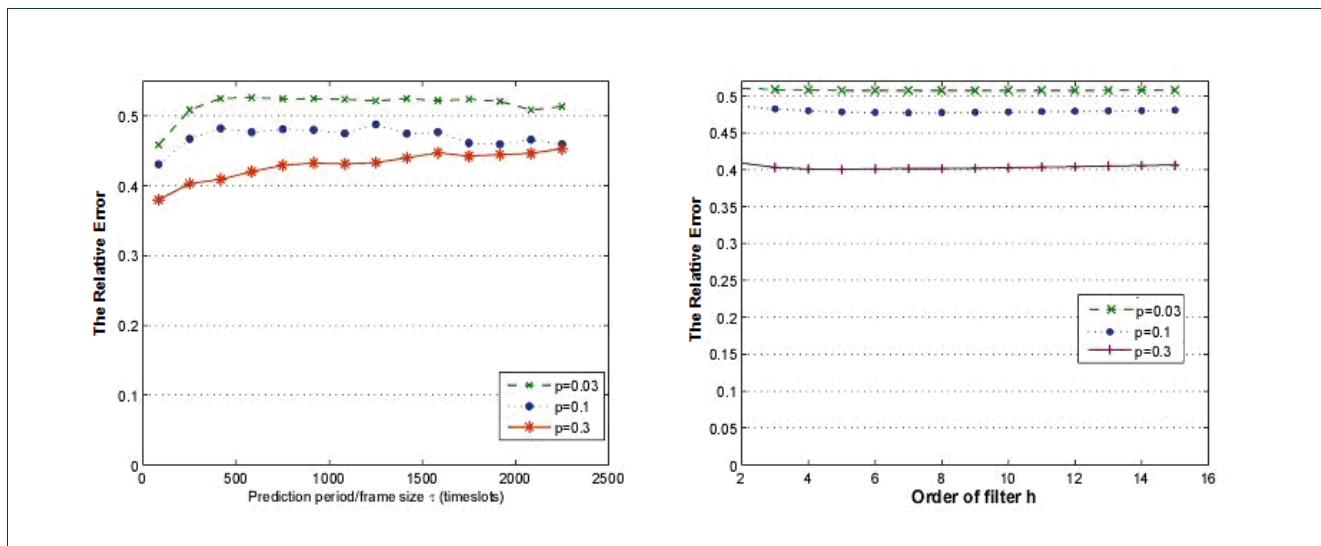 The Relative Error
0.5
0.4
0.3
0.2
0.1
0
0 500 1000 1500 2000 2500
Prediction period/frame size τ (timeslots)
p=0.03
p=0.1
p=0.3
The Relative Error
0.5
0.45
0.4
0.35
0.3
0.25
0.2
0.15
0.1
0.05
0
2 4 6 8 10 12 14 16
Order of filter h
p=0.03
p=0.1
p=0.3